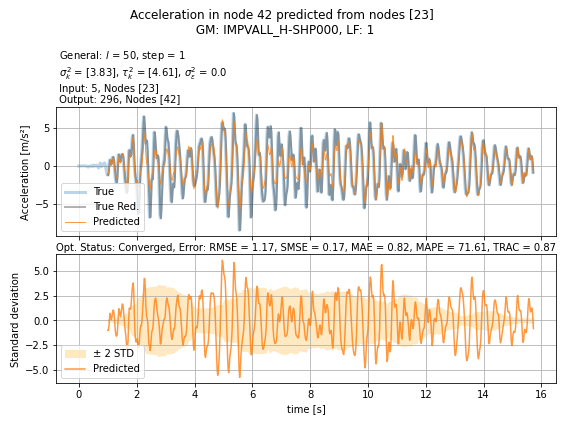 Acceleration in node 42 predicted from nodes [23]
GM: IMPVALL_H-SHP000, LF: 1
General: l = 50, step = 1
σ_k² = [3.83], τ_k² = [4.61], σ_ε² = 0.0
Input: 5, Nodes [23]
Output: 296, Nodes [42]
Acceleration [m/s²]
5
0
−5
True
True Red.
Predicted
Opt. Status: Converged, Error: RMSE = 1.17, SMSE = 0.17, MAE = 0.82, MAPE = 71.61, TRAC = 0.87
Standard deviation
5.0
2.5
0.0
−2.5
−5.0
± 2 STD
Predicted
0 2 4 6 8 10 12 14 16
time [s]